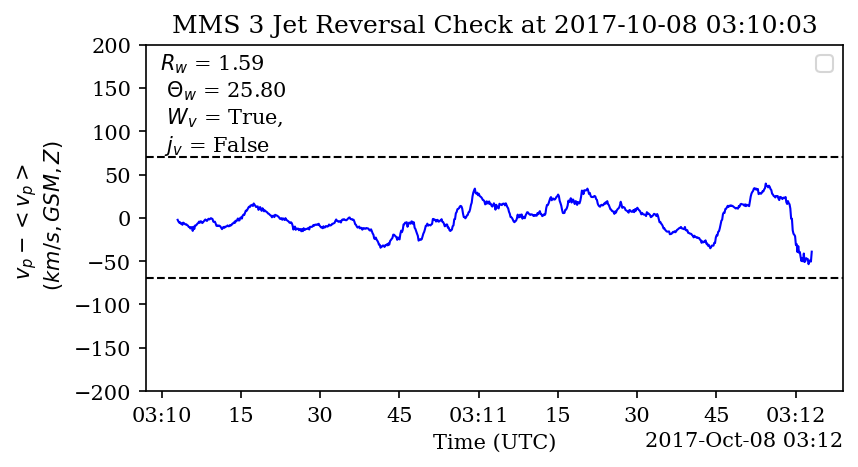 MMS 3 Jet Reversal Check at 2017-10-08 03:10:03
200
150
100
50
0
−50
−100
−150
−200
v_p − < v_p >
(km/s, GSM, Z)
R_w = 1.59
Θ_w = 25.80
W_v = True,
j_v = False
03:10 15 30 45 03:11 15 30 45 03:12
Time (UTC)
2017-Oct-08 03:12